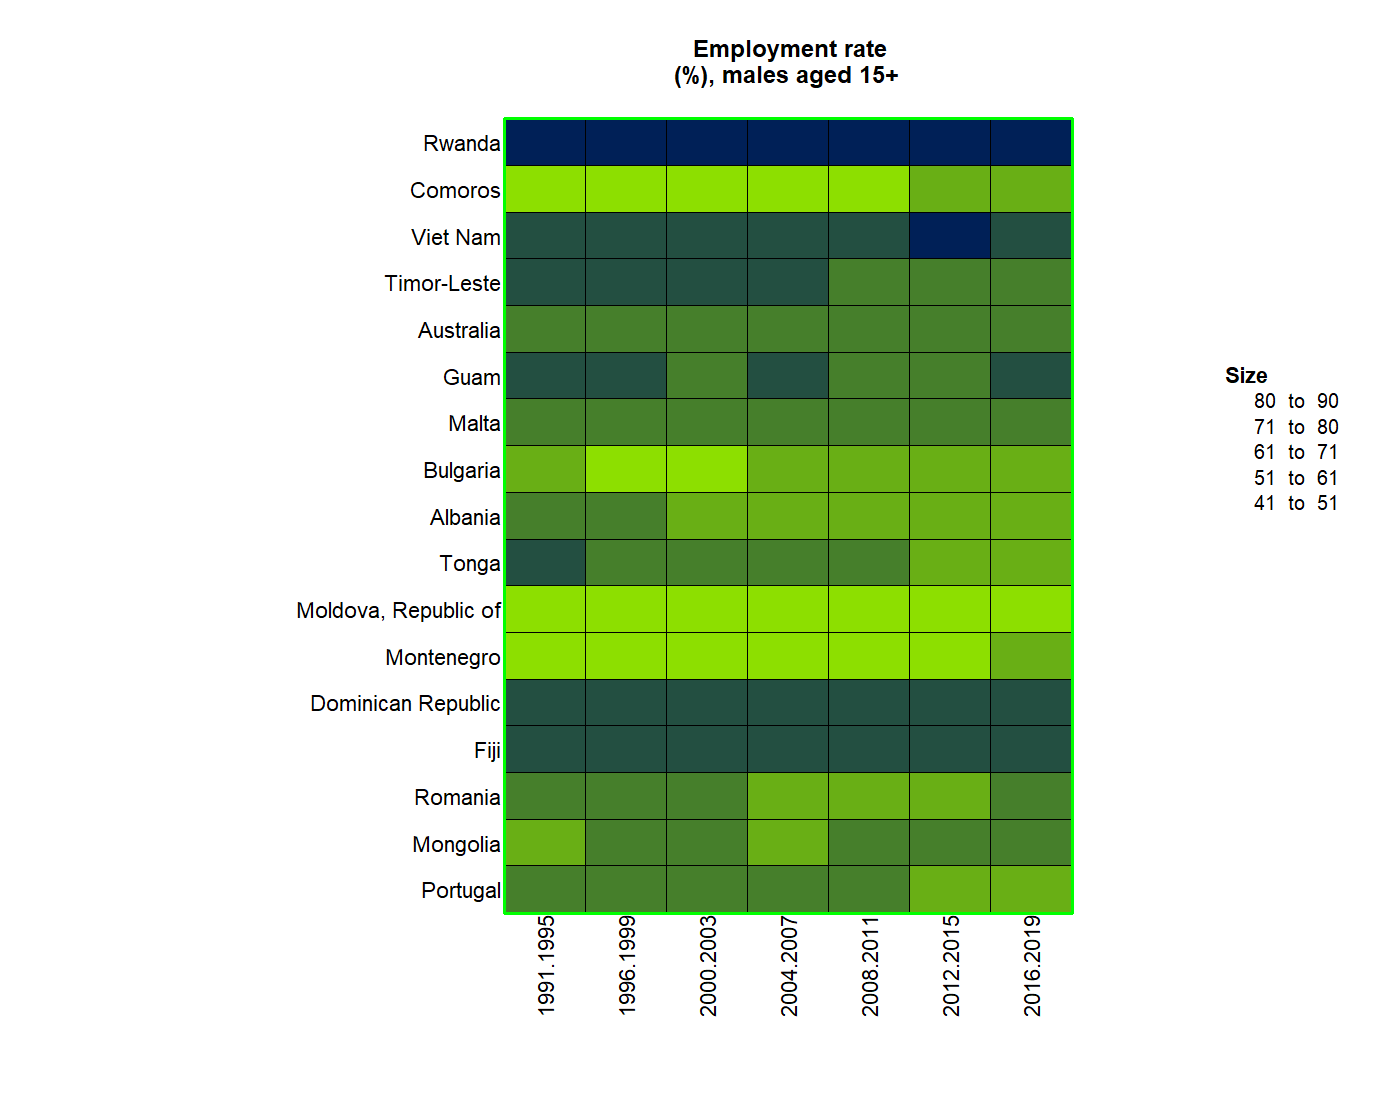 Employment rate
(%), males aged 15+
Rwanda
Comoros
Viet Nam
Timor-Leste
Australia
Guam
Malta
Bulgaria
Albania
Tonga
Moldova, Republic of
Montenegro
Dominican Republic
Fiji
Romania
Mongolia
Portugal
1991.1995
1996.1999
2000.2003
2004.2007
2008.2011
2012.2015
2016.2019
Size
80 to 90
71 to 80
61 to 71
51 to 61
41 to 51